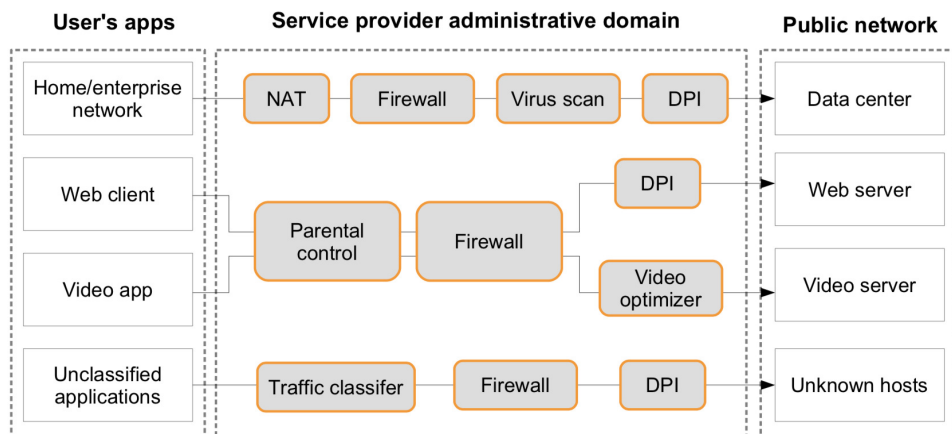 User's apps
Service provider administrative domain
Public network
Home/enterprise
network
NAT
Firewall
Virus scan
DPI
Data center
Web client
Parental
control
Firewall
DPI
Web server
Video app
Video
optimizer
Video server
Unclassified
applications
Traffic classifer
Firewall
DPI
Unknown hosts